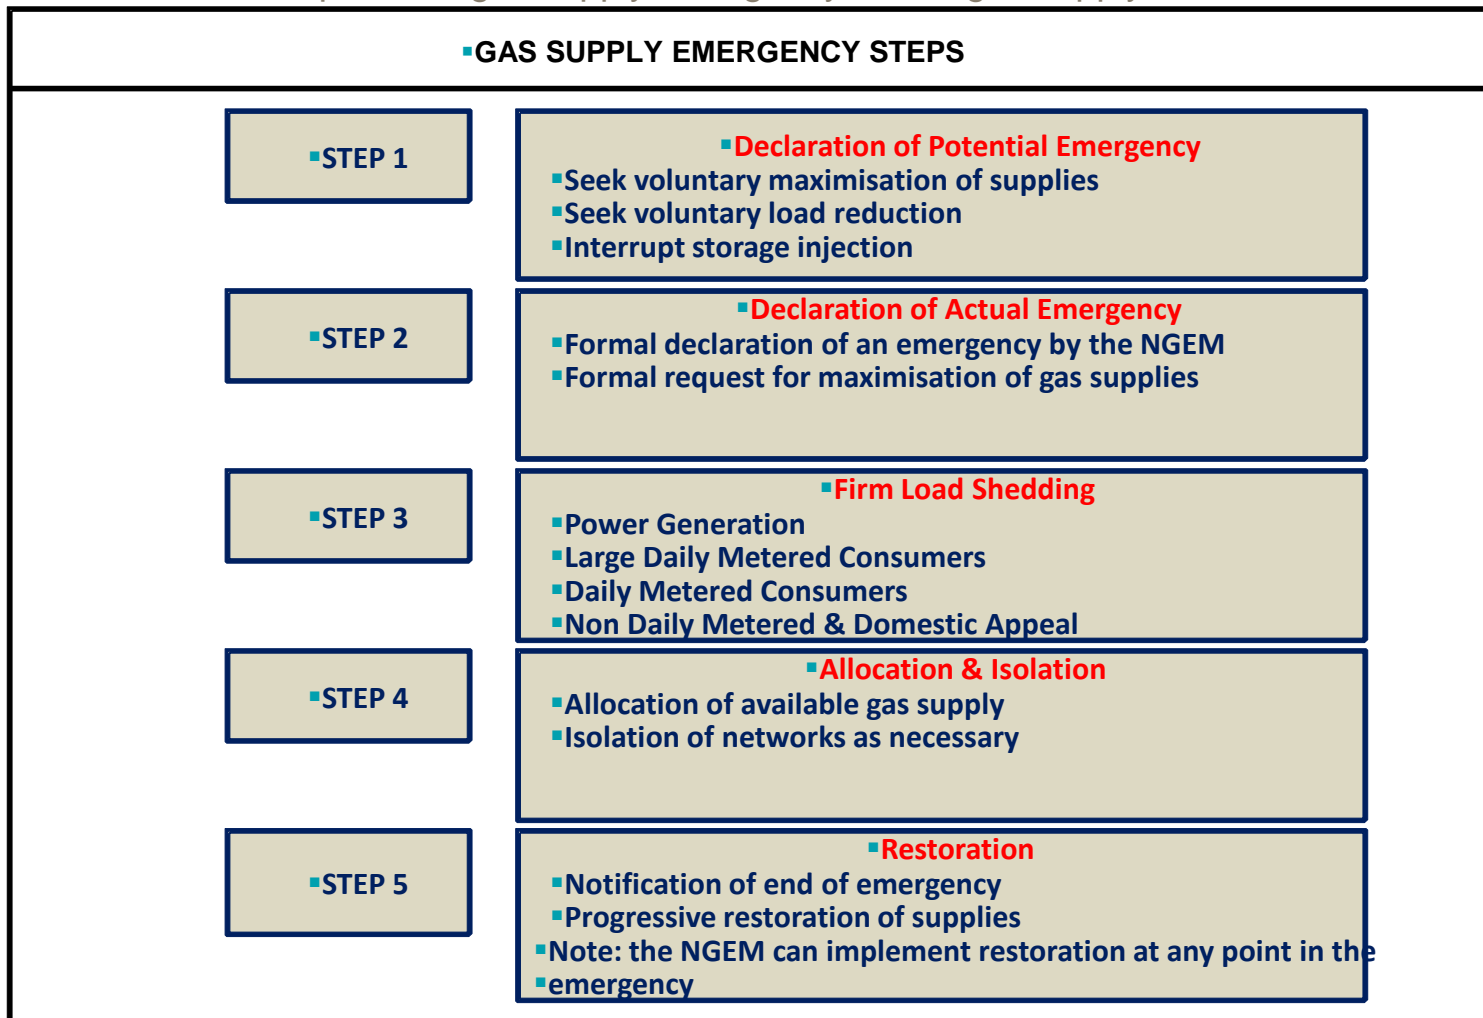 ▪GAS SUPPLY EMERGENCY STEPS
▪STEP 1
▪Declaration of Potential Emergency
▪Seek voluntary maximisation of supplies
▪Seek voluntary load reduction
▪Interrupt storage injection
▪STEP 2
▪Declaration of Actual Emergency
▪Formal declaration of an emergency by the NGEM
▪Formal request for maximisation of gas supplies
▪STEP 3
▪Firm Load Shedding
▪Power Generation
▪Large Daily Metered Consumers
▪Daily Metered Consumers
▪Non Daily Metered & Domestic Appeal
▪STEP 4
▪Allocation & Isolation
▪Allocation of available gas supply
▪Isolation of networks as necessary
▪STEP 5
▪Restoration
▪Notification of end of emergency
▪Progressive restoration of supplies
▪Note: the NGEM can implement restoration at any point in the
▪emergency